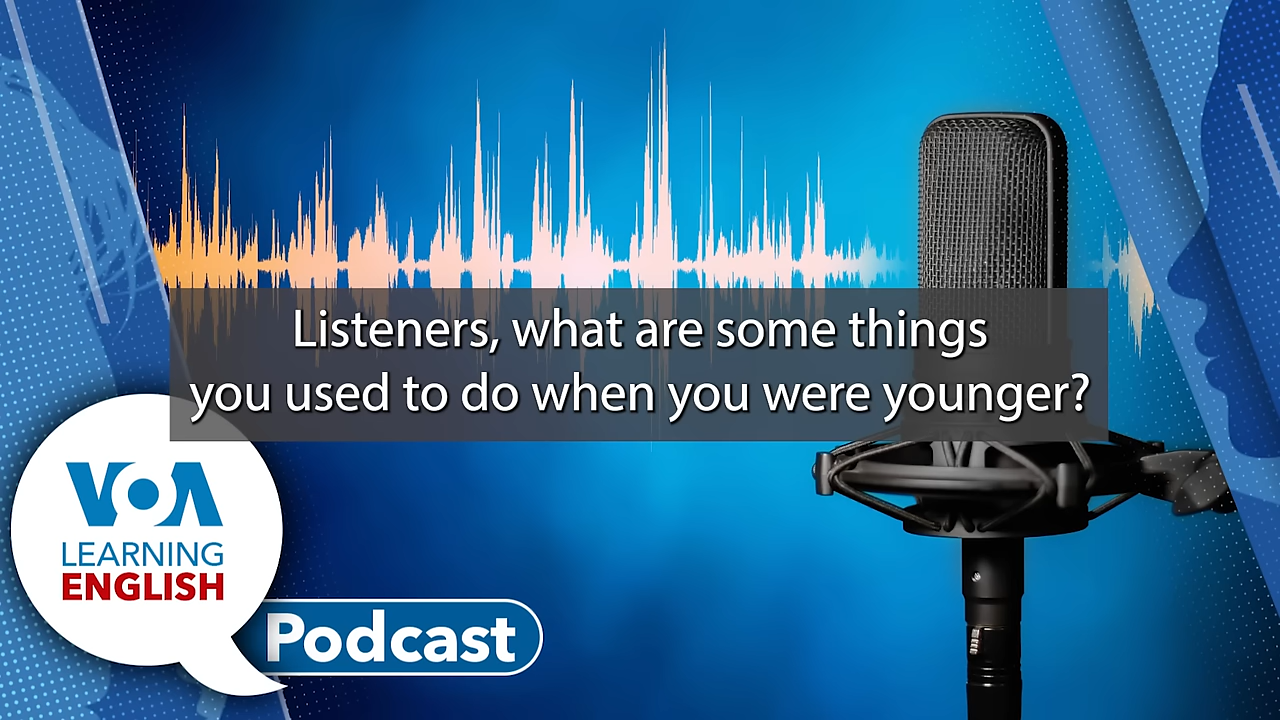 Listeners, what are some things
you used to do when you were younger?
VOA
LEARNING
ENGLISH
Podcast